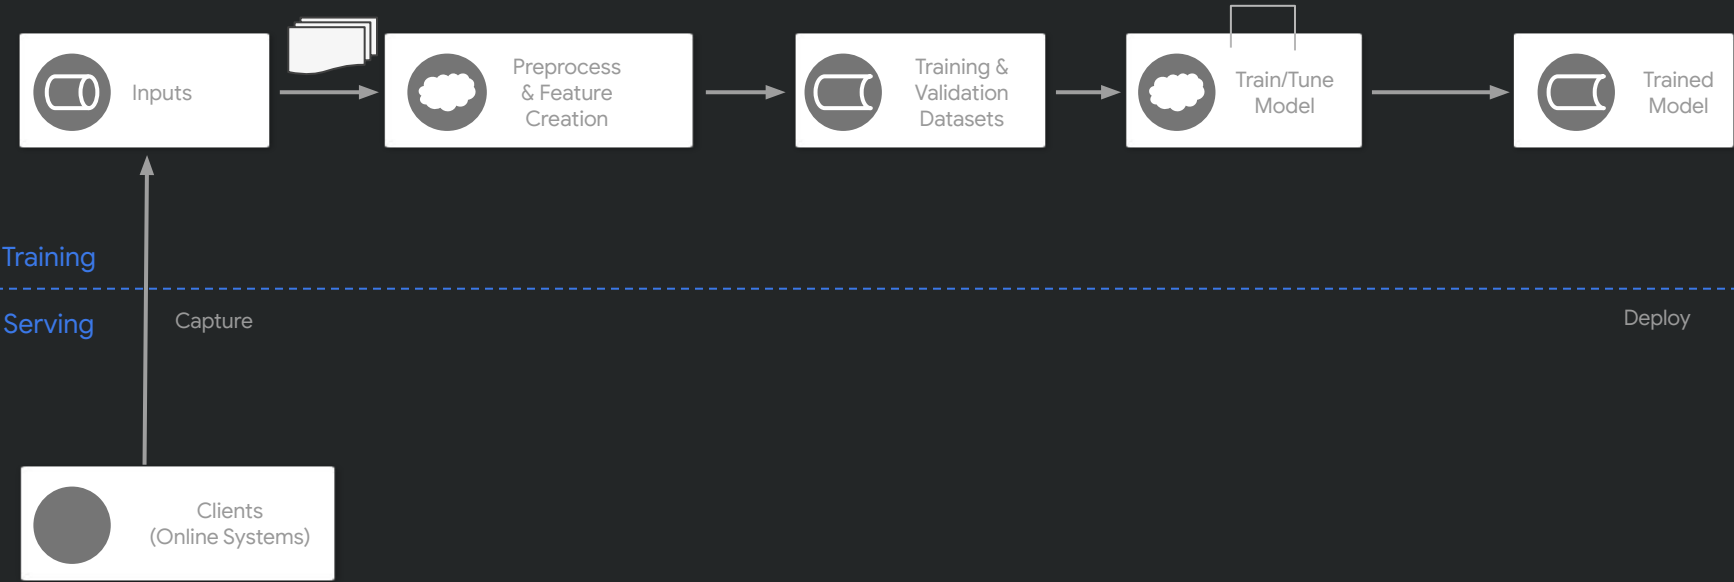 Inputs
Preprocess
& Feature
Creation
Training &
Validation
Datasets
Train/Tune
Model
Trained
Model
Training
Serving
Capture
Deploy
Clients
(Online Systems)